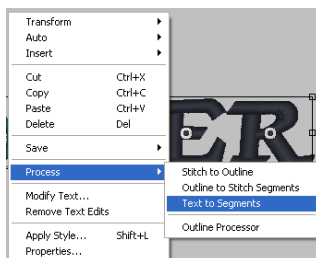 Transform
Auto
Insert
Cut Ctrl+X
Copy Ctrl+C
Paste Ctrl+V
Delete Del
ER
Save
Process
Stitch to Outline
Outline to Stitch Segments
Modify Text...
Text to Segments
Remove Text Edits
Outline Processor
Apply Style... Shift+L
Properties...